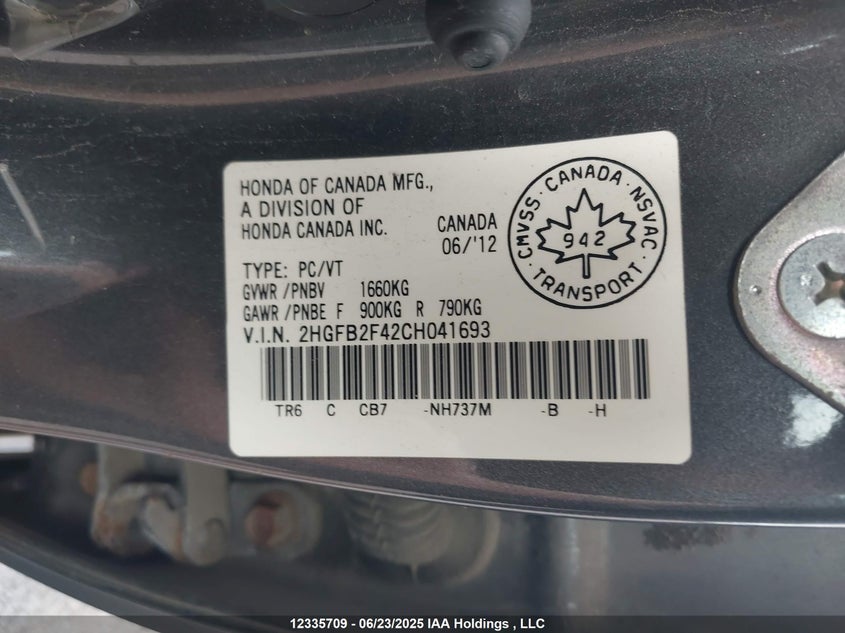 HONDA OF CANADA MFG.,
A DIVISION OF
HONDA CANADA INC.
CANADA
06/'12
TYPE: PC/VT
GVWR /PNBV 1660KG
GAWR /PNBE F 900KG R 790KG
V.I.N. 2HGFB2F42CH041693
TR6 C CB7 -NH737M -B -H
CMVSS · CANADA · NSVAC · TRANSPORT ·
942
12335709 - 06/23/2025 IAA Holdings , LLC